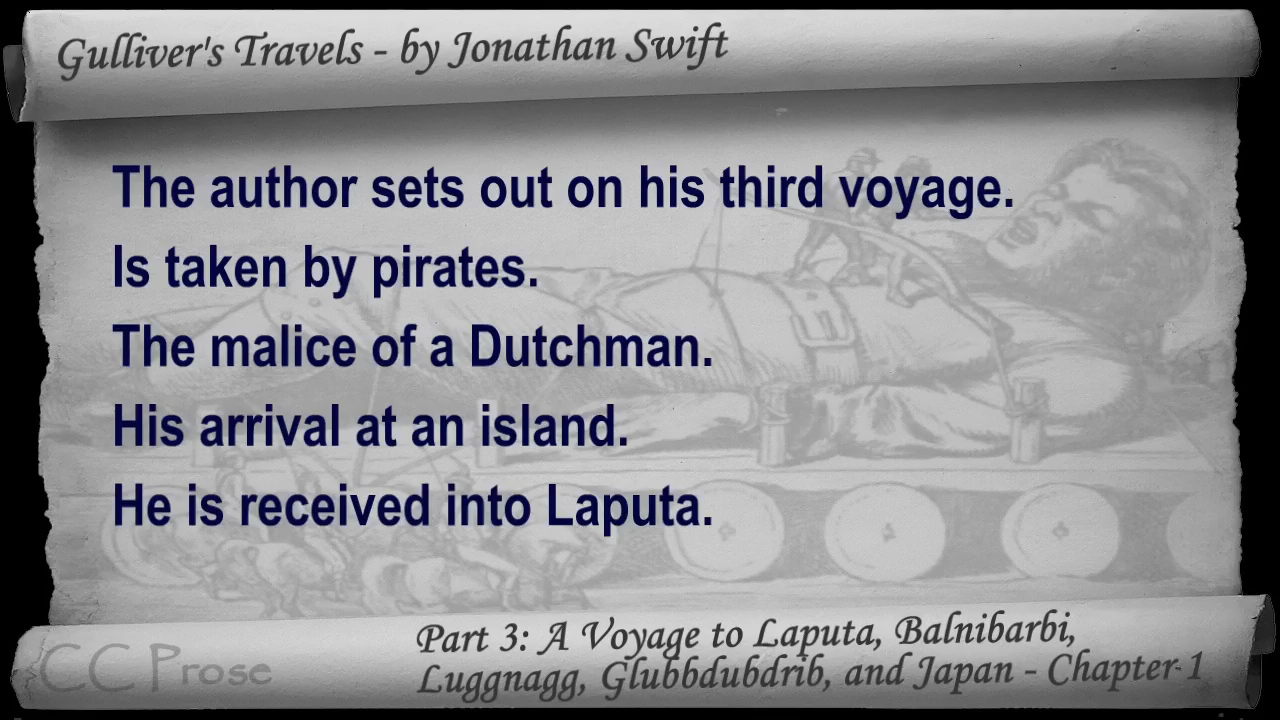 Gulliver's Travels - by Jonathan Swift
The author sets out on his third voyage.
Is taken by pirates.
The malice of a Dutchman.
His arrival at an island.
He is received into Laputa.
Part 3: A Voyage to Laputa, Balnibarbi,
Luggnagg, Glubbdubdrib, and Japan - Chapter 1
CC Prose